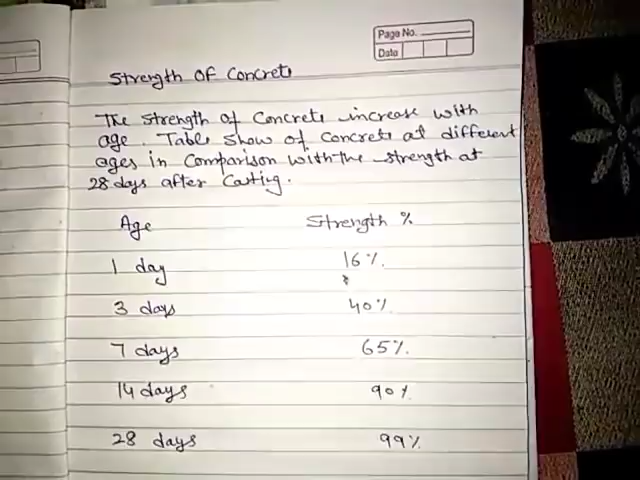 Page No.
Date
Strength Of Concrete
The strength of Concrete increase with
age. Table Show of Concrete at different
ages in Comparison with the strength at
28 days after Casting.
Age Strength %
1 day 16%.
3 days 40%
7 days 65%.
14 days 90%
28 days 99%